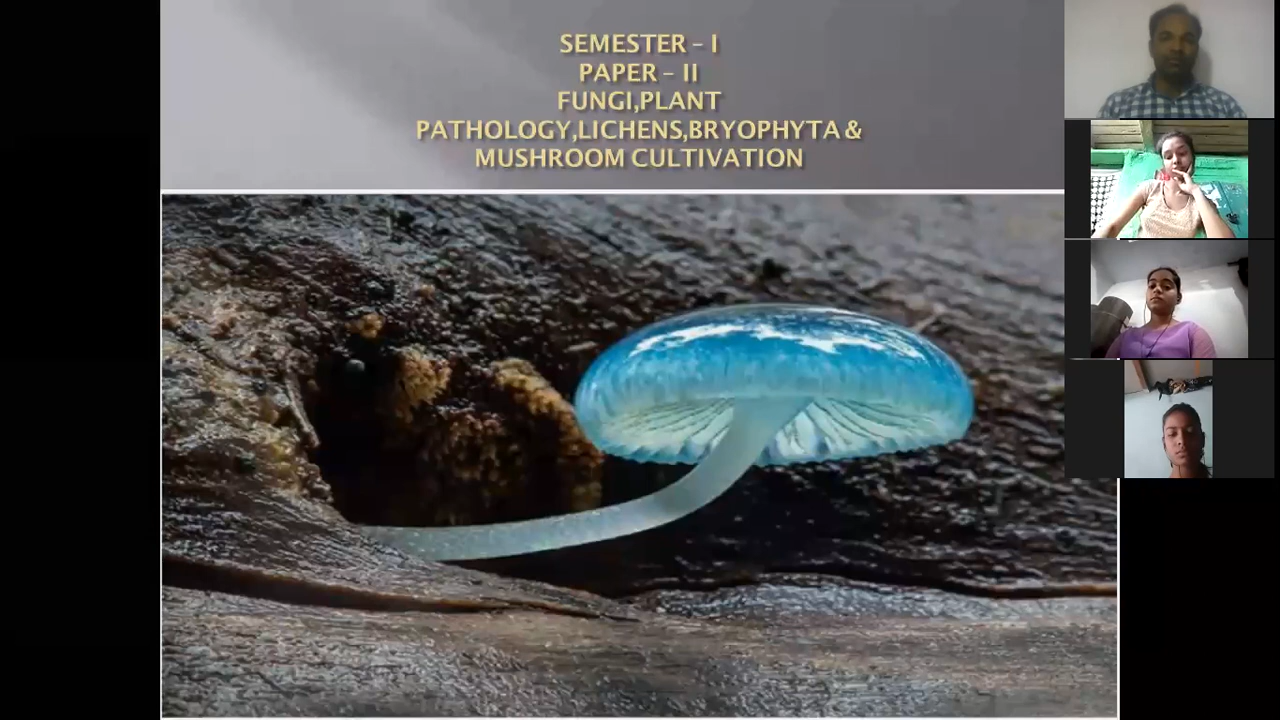 SEMESTER – I
PAPER – II
FUNGI,PLANT
PATHOLOGY,LICHENS,BRYOPHYTA &
MUSHROOM CULTIVATION